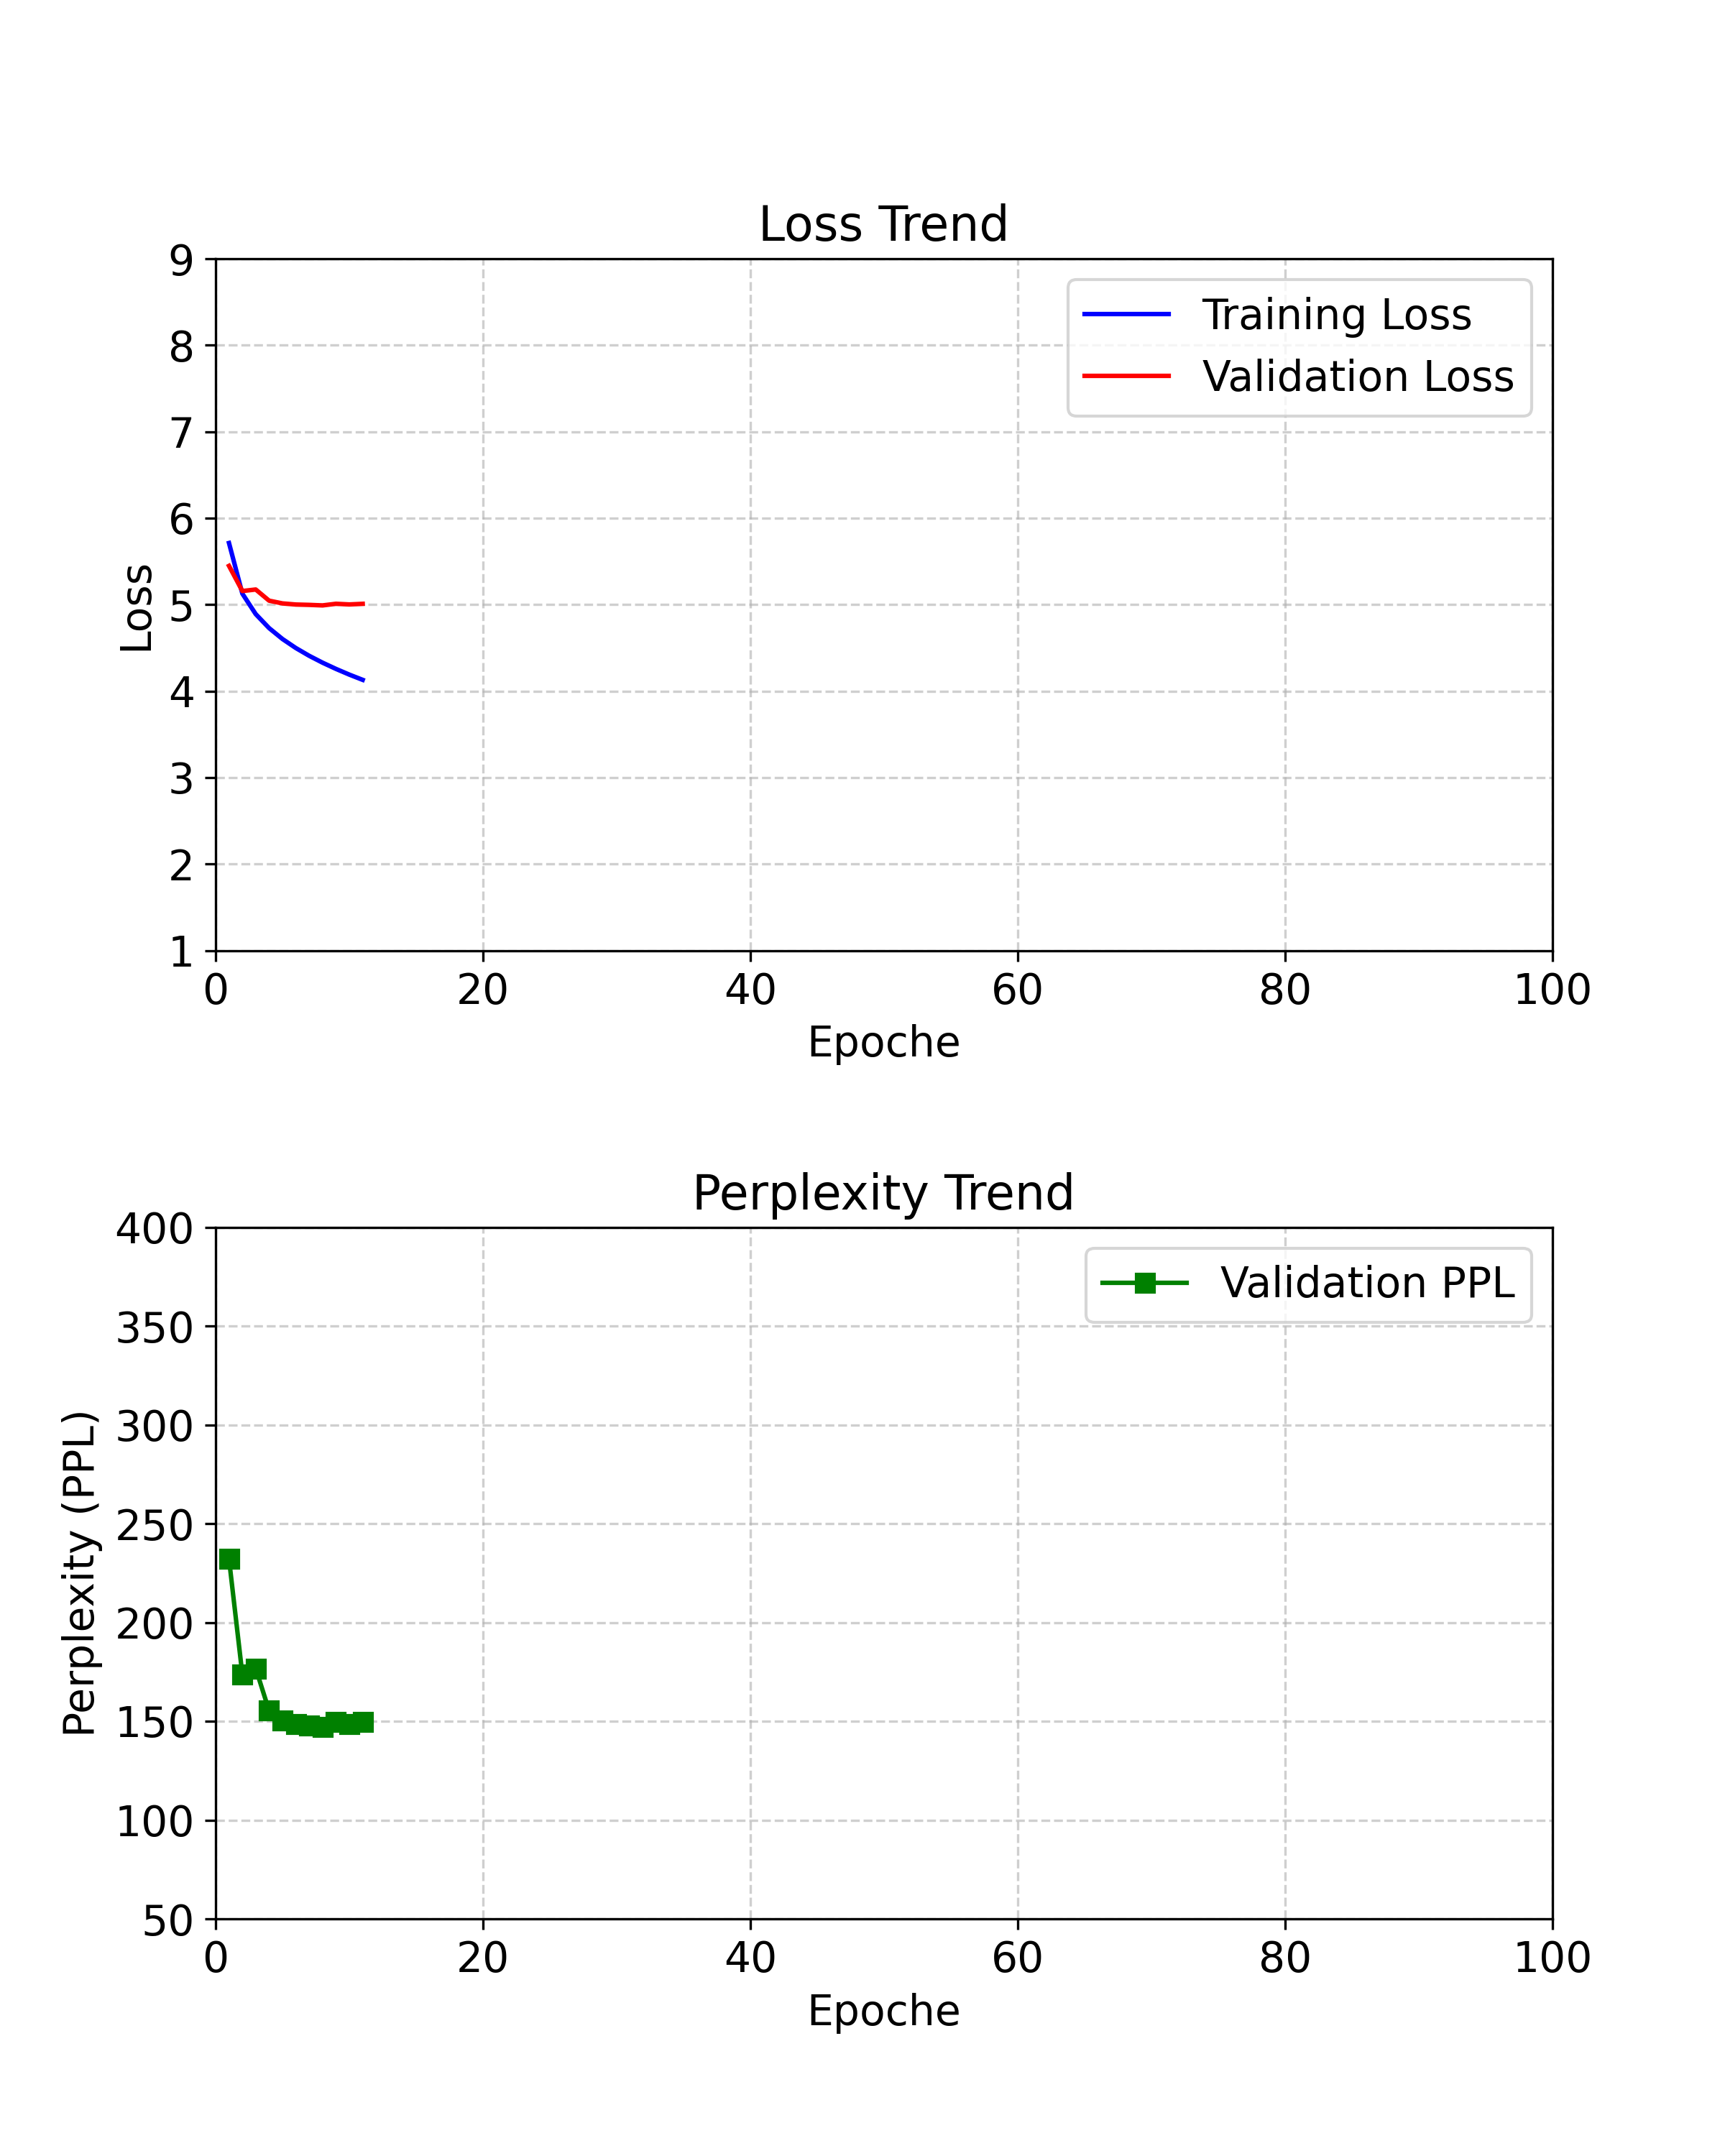 Loss Trend
9
8
7
6
5
4
3
2
1
Loss
Training Loss
Validation Loss
0 20 40 60 80 100
Epoche
Perplexity Trend
400
350
300
250
200
150
100
50
Perplexity (PPL)
Validation PPL
0 20 40 60 80 100
Epoche